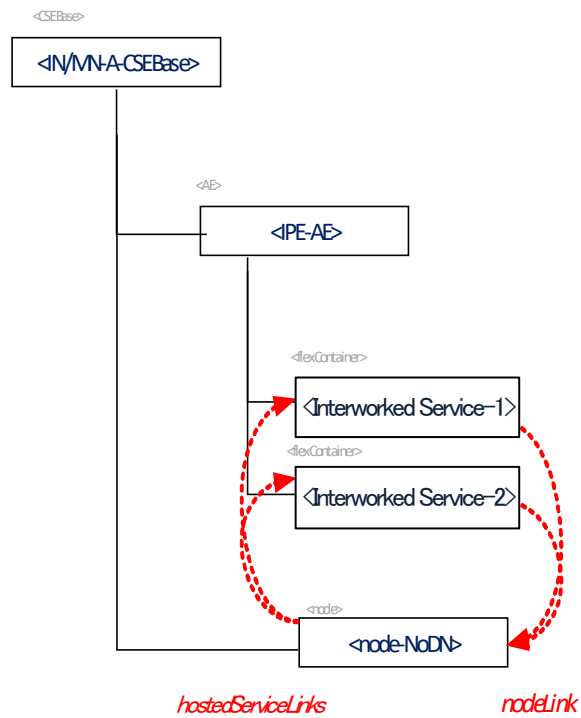 <CSEBase>
<IN/MN-A-CSEBase>
<AE>
<IPE-AE>
<flexContainer>
<Interworked Service-1>
<flexContainer>
<Interworked Service-2>
<node>
<node-NoDN>
hostedServiceLinks
nodeLink